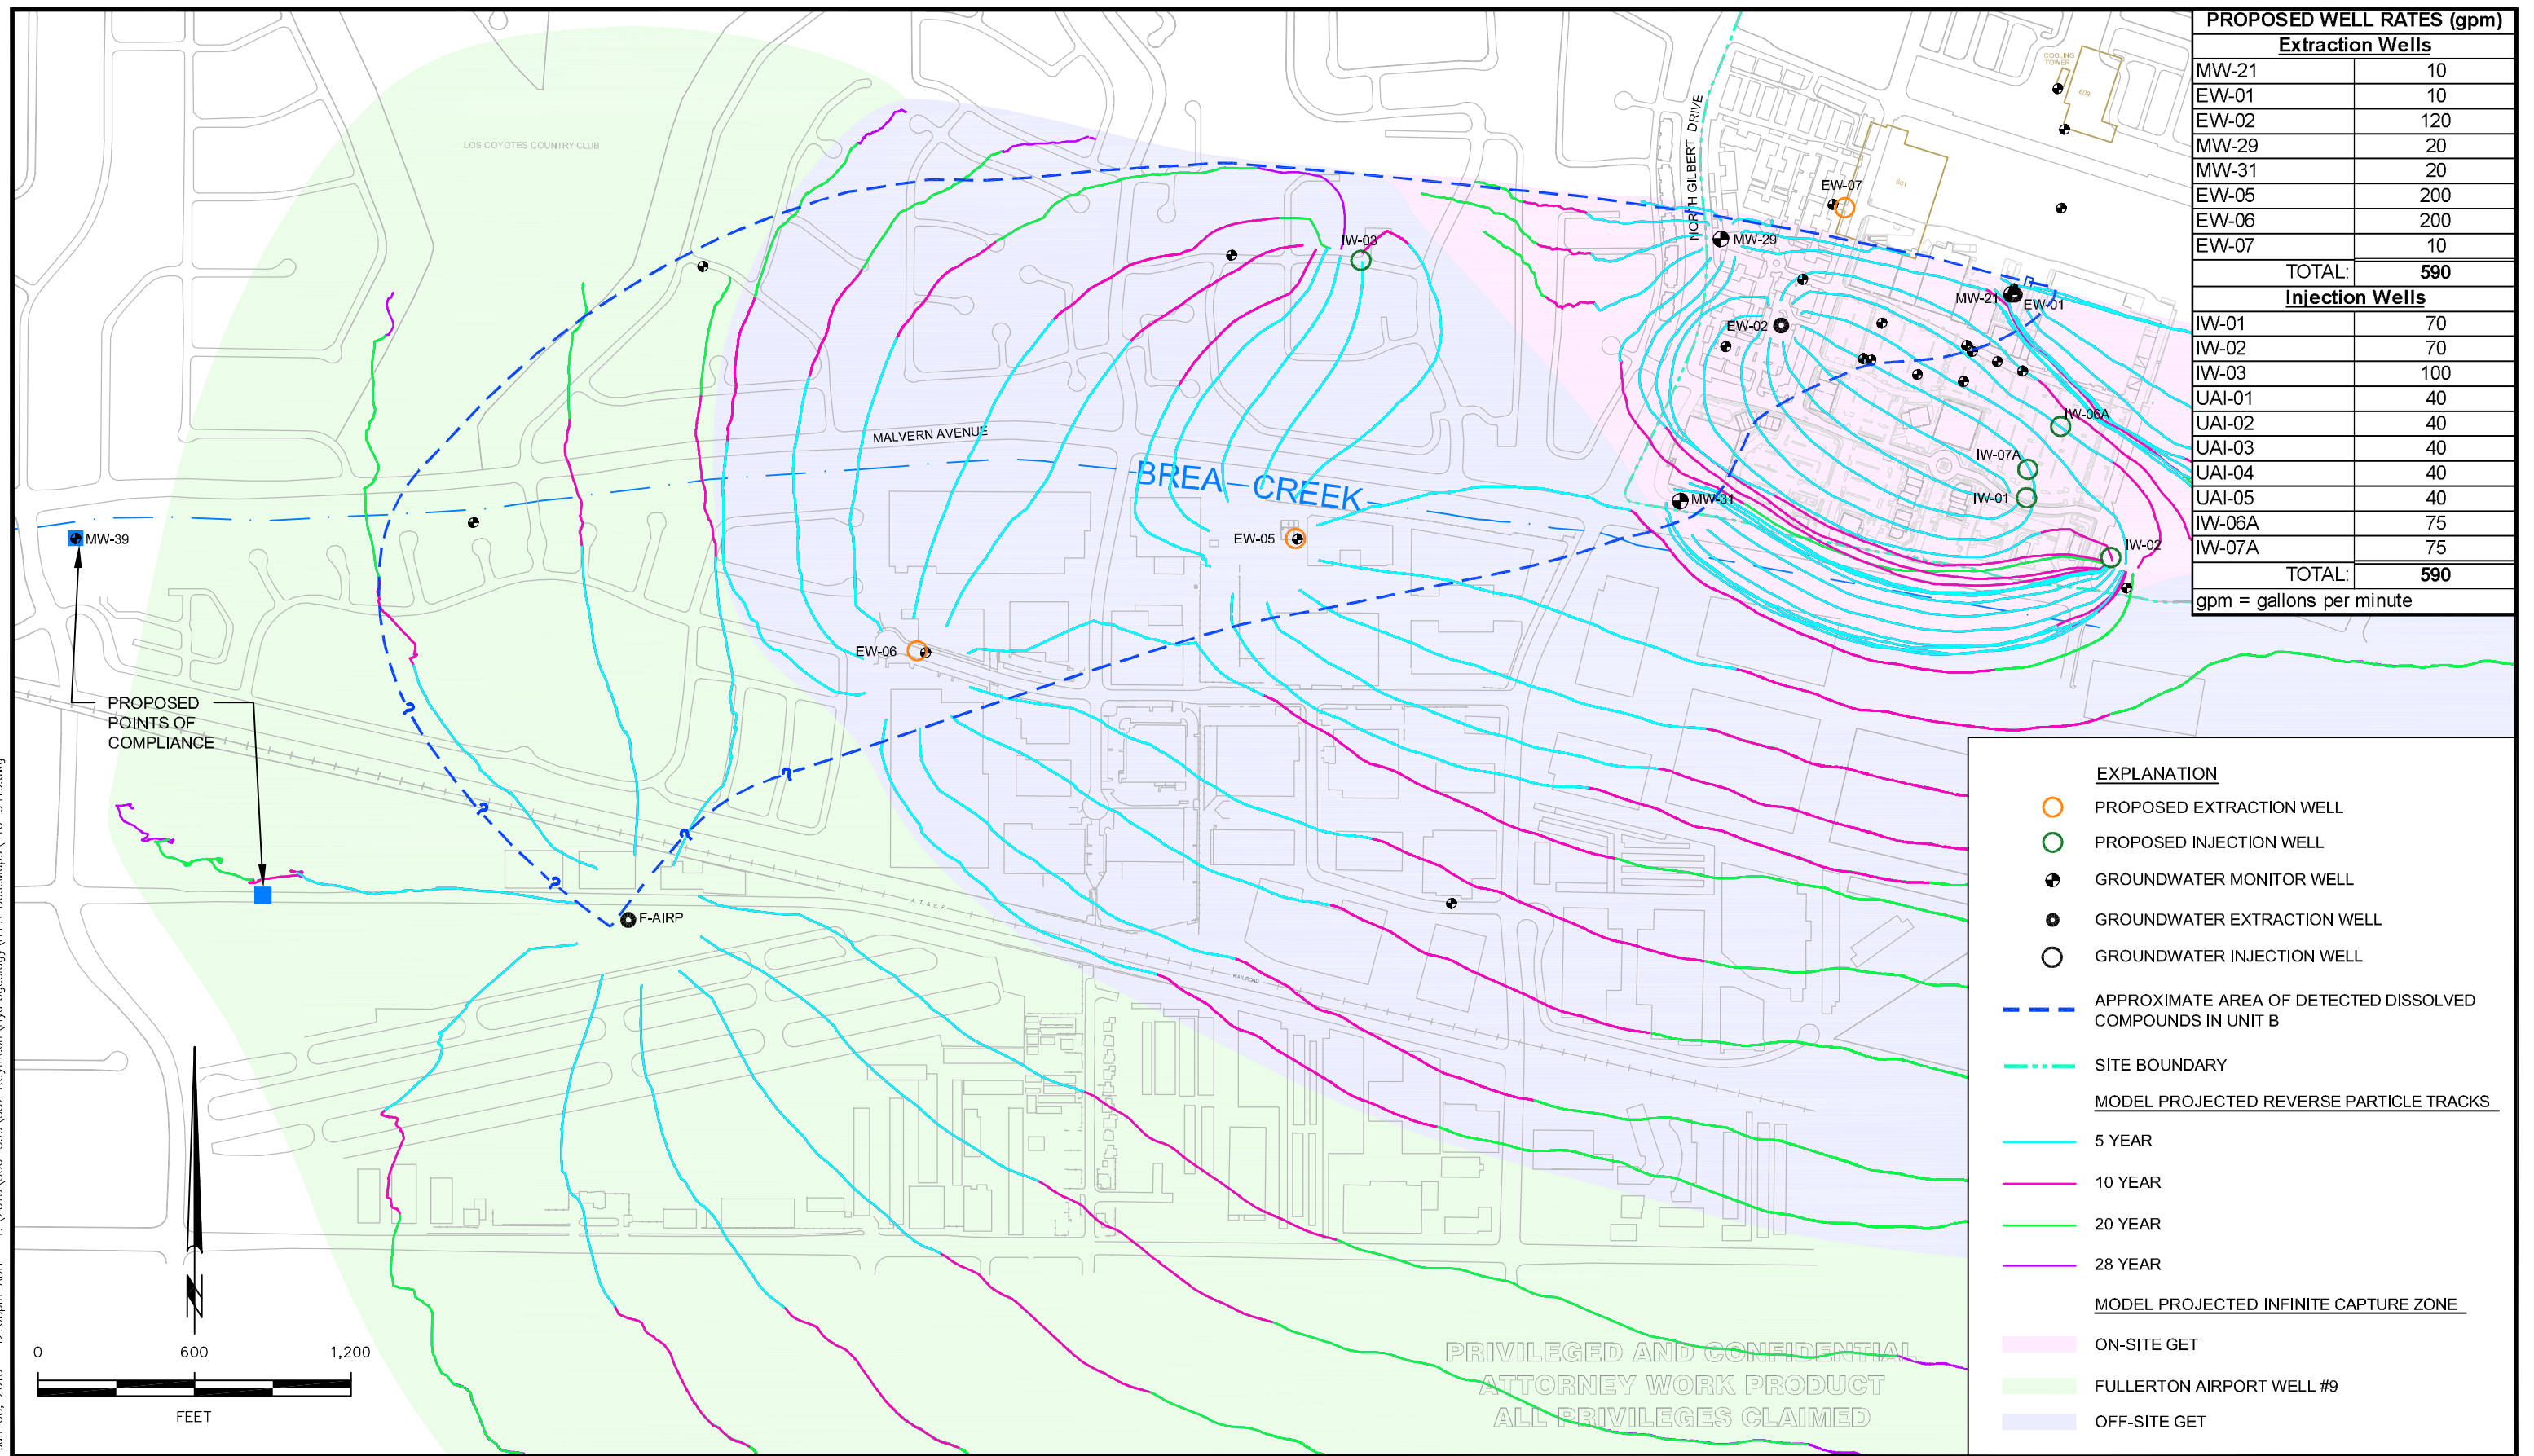 PROPOSED WELL RATES (gpm)
Extraction Wells
MW-21 10
EW-01 10
EW-02 120
MW-29 20
MW-31 20
EW-05 200
EW-06 200
EW-07 10
TOTAL: 590
Injection Wells
IW-01 70
IW-02 70
IW-03 100
UAI-01 40
UAI-02 40
UAI-03 40
UAI-04 40
UAI-05 40
IW-06A 75
IW-07A 75
TOTAL: 590
gpm = gallons per minute
COOLING
TOWER
609
601
LOS COYOTES COUNTRY CLUB
NORTH GILBERT DRIVE
EW-07
MW-29
IW-03
MW-21
EW-01
EW-02
IW-06A
MALVERN AVENUE
BREA CREEK
IW-07A
IW-01
MW-31
MW-39
EW-05
IW-02
EW-06
PROPOSED
POINTS OF
COMPLIANCE
?
?
?
?
?
F-AIRP
A.T.& S.F.
RAILROAD
EXPLANATION
PROPOSED EXTRACTION WELL
PROPOSED INJECTION WELL
GROUNDWATER MONITOR WELL
GROUNDWATER EXTRACTION WELL
GROUNDWATER INJECTION WELL
APPROXIMATE AREA OF DETECTED DISSOLVED
COMPOUNDS IN UNIT B
SITE BOUNDARY
MODEL PROJECTED REVERSE PARTICLE TRACKS
5 YEAR
10 YEAR
20 YEAR
28 YEAR
MODEL PROJECTED INFINITE CAPTURE ZONE
ON-SITE GET
FULLERTON AIRPORT WELL #9
OFF-SITE GET
N
0 600 1,200
FEET
PRIVILEGED AND CONFIDENTIAL
ATTORNEY WORK PRODUCT
ALL PRIVILEGES CLAIMED